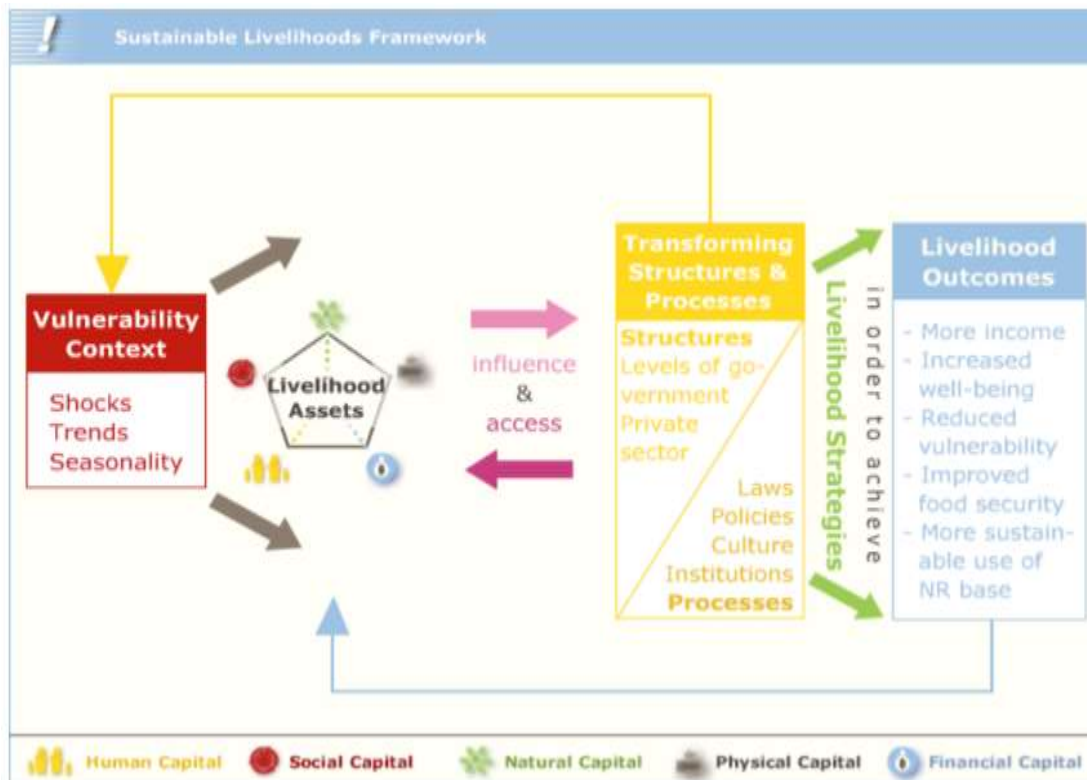 !
Sustainable Livelihoods Framework
Vulnerability
Context
Shocks
Trends
Seasonality
Livelihood
Assets
influence
&
access
Transforming
Structures &
Processes
Structures
Levels of go-
vernment
Private
sector
Laws
Policies
Culture
Institutions
Processes
Livelihood Strategies
in order to achieve
Livelihood
Outcomes
- More income
- Increased
well-being
- Reduced
vulnerability
- Improved
food security
- More sustain-
able use of
NR base
Human Capital
Social Capital
Natural Capital
Physical Capital
Financial Capital